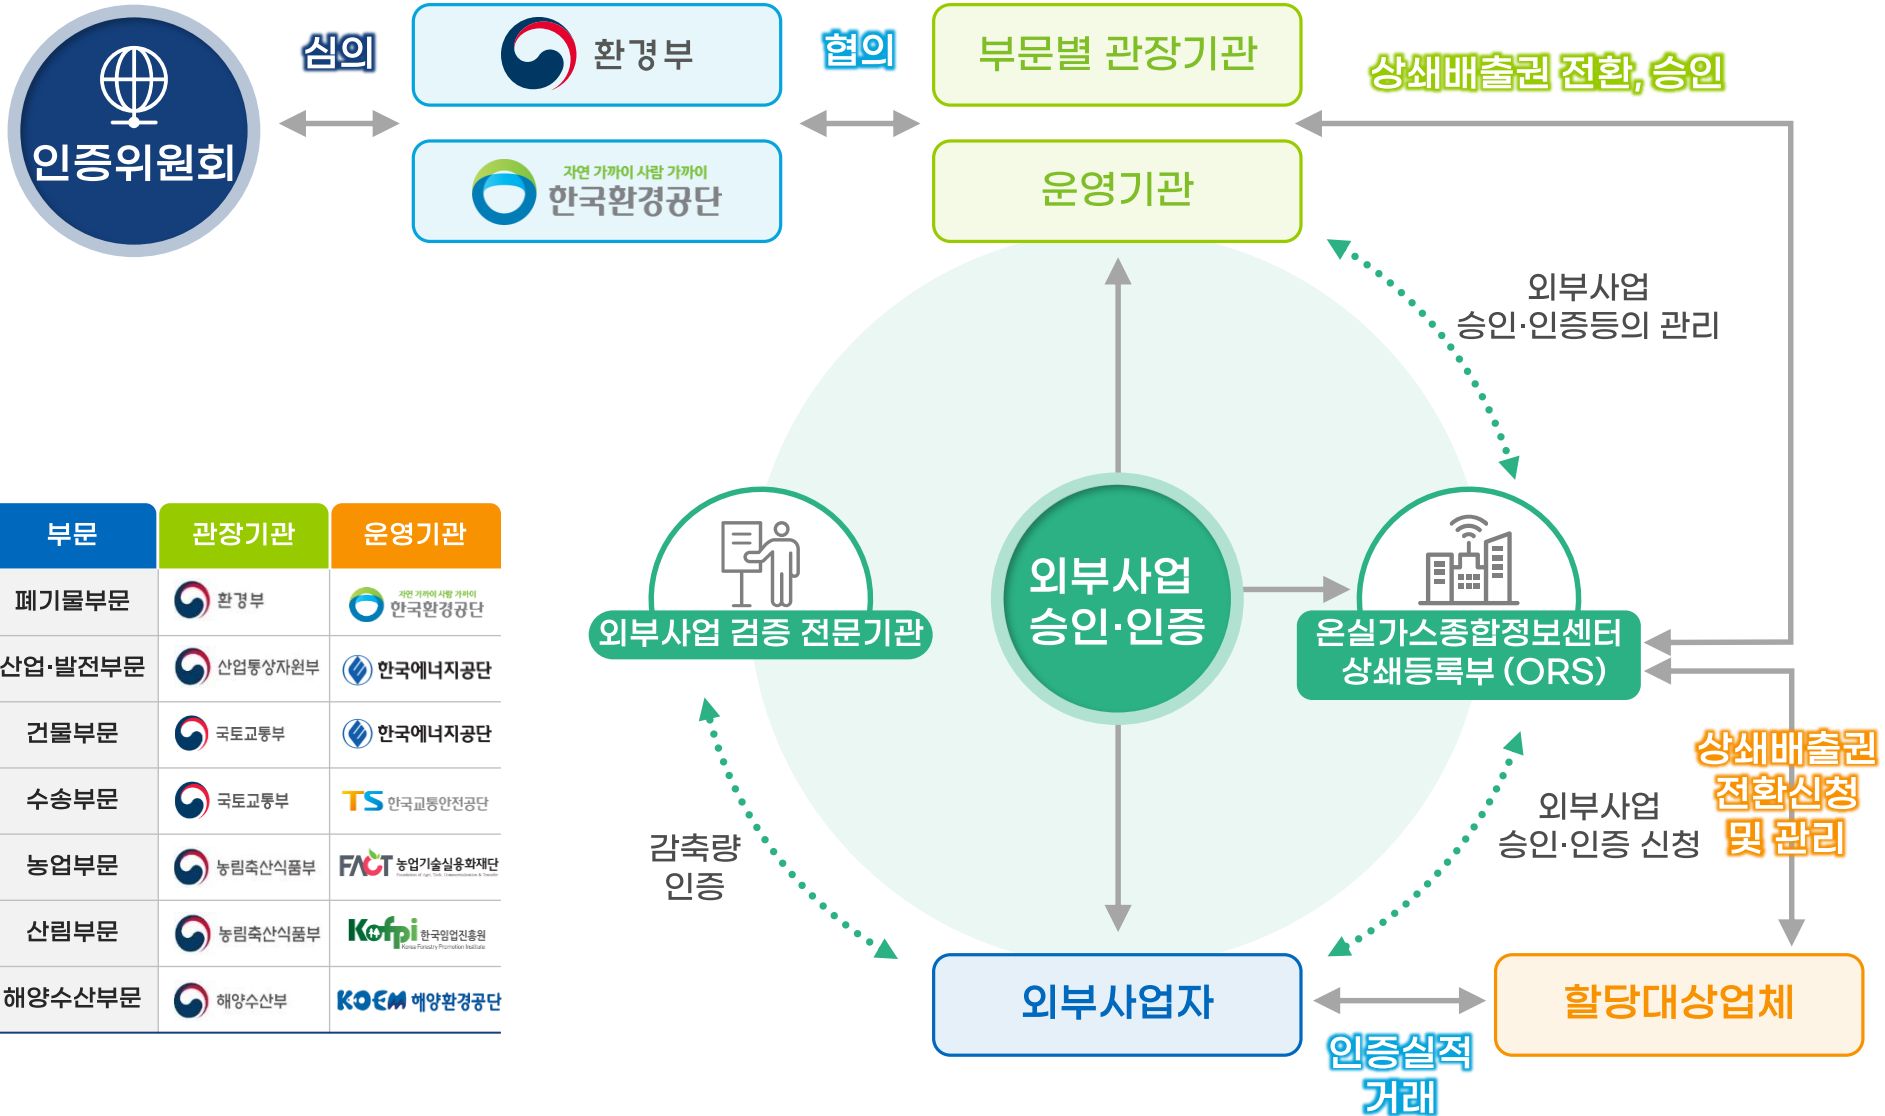 인증위원회
심의
환경부
자연 가까이 사람 가까이
한국환경공단
협의
부문별 관장기관
운영기관
상쇄배출권 전환, 승인
외부사업
승인·인증등의 관리
외부사업 검증 전문기관
외부사업
승인·인증
온실가스종합정보센터
상쇄등록부 (ORS)
감축량
인증
외부사업
승인·인증 신청
상쇄배출권
전환신청
및 관리
외부사업자
인증실적
거래
할당대상업체
부문 관장기관 운영기관
폐기물부문 환경부 자연 가까이 사람 가까이
한국환경공단
산업·발전부문 산업통상자원부 한국에너지공단
건물부문 국토교통부 한국에너지공단
수송부문 국토교통부 TS 한국교통안전공단
농업부문 농림축산식품부 FACT 농업기술실용화재단
산림부문 농림축산식품부 Kofpi 한국임업진흥원
Korea Forestry Promotion Institute
해양수산부문 해양수산부 KOEM 해양환경공단